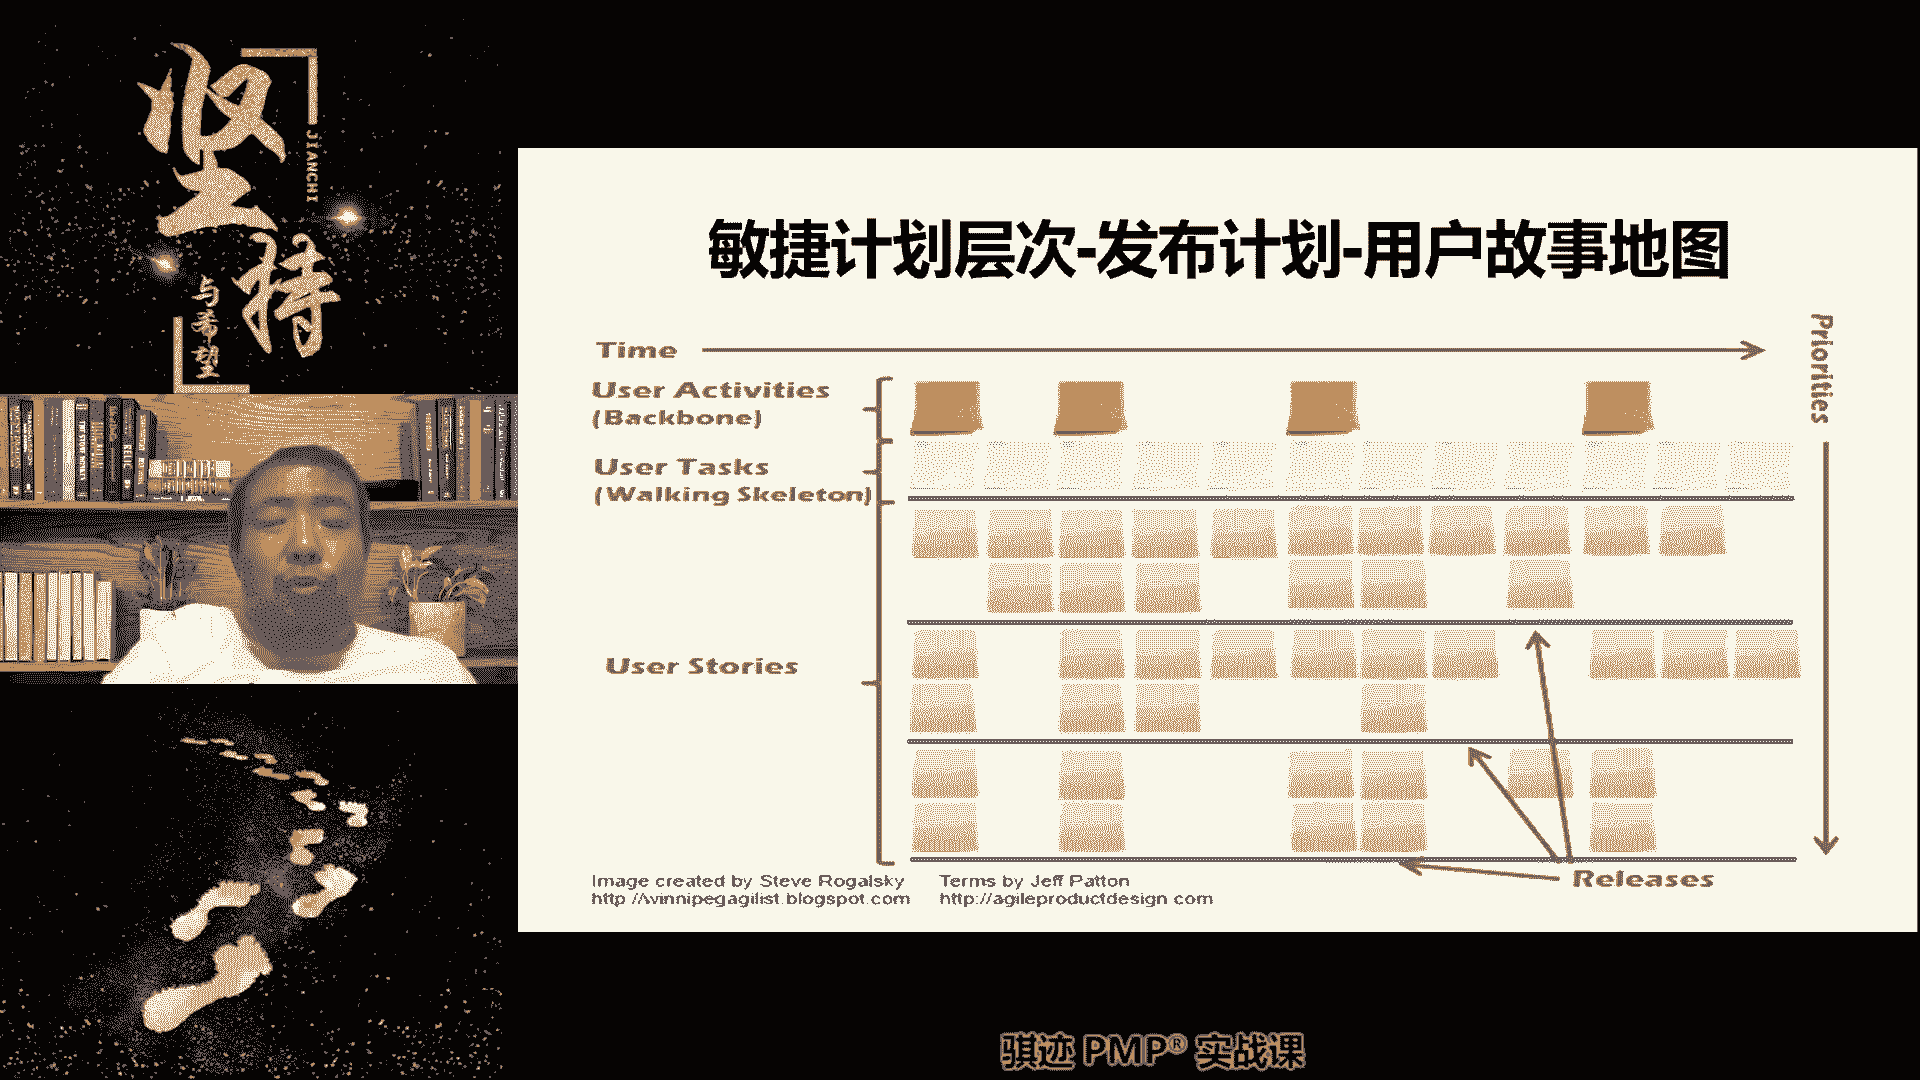 坚持
JIANCHI
与希望
敏捷计划层次-发布计划-用户故事地图
Time
Priorities
User Activities
(Backbone)
User Tasks
(Walking Skeleton)
User Stories
Releases
Image created by Steve Rogalsky
http://winnipegagilist.blogspot.com
Terms by Jeff Patton
http://agileproductdesign.com
骐迹 PMP® 实战课